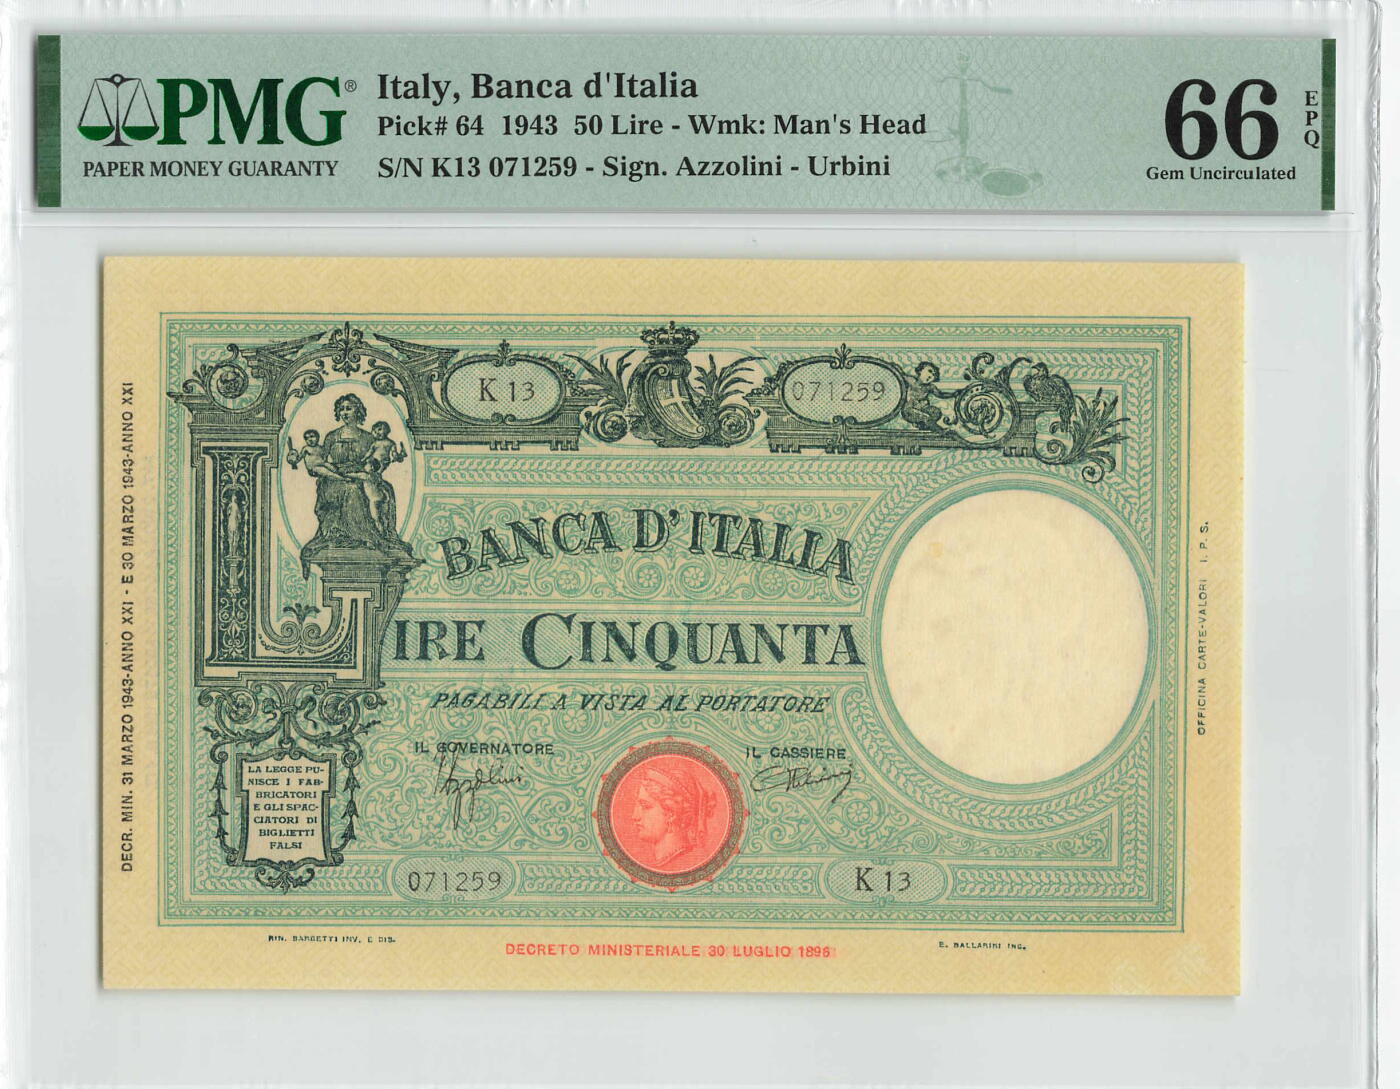 PMG®
PAPER MONEY GUARANTY
Italy, Banca d'Italia
Pick# 64 1943 50 Lire - Wmk: Man's Head
S/N K13 071259 - Sign. Azzolini - Urbini
66
EPQ
Gem Uncirculated
DECR. MIN. 31 MARZO 1943-ANNO XXI - E 30 MARZO 1943-ANNO XXI
K 13
071259
BANCA D'ITALIA
LIRE CINQUANTA
PAGABILI A VISTA AL PORTATORE
IL GOVERNATORE
IL CASSIERE
Azzolini
LA LEGGE PU-
NISCE I FAB-
BRICATORI
E GLI SPAC-
CIATORI DI
BIGLIETTI
FALSI
071259
K 13
OFFICINA CARTE-VALORI I. P. S.
RIN. BARBETTI INV. E DIS.
DECRETO MINISTERIALE 30 LUGLIO 1896
E. BALLARINI INC.